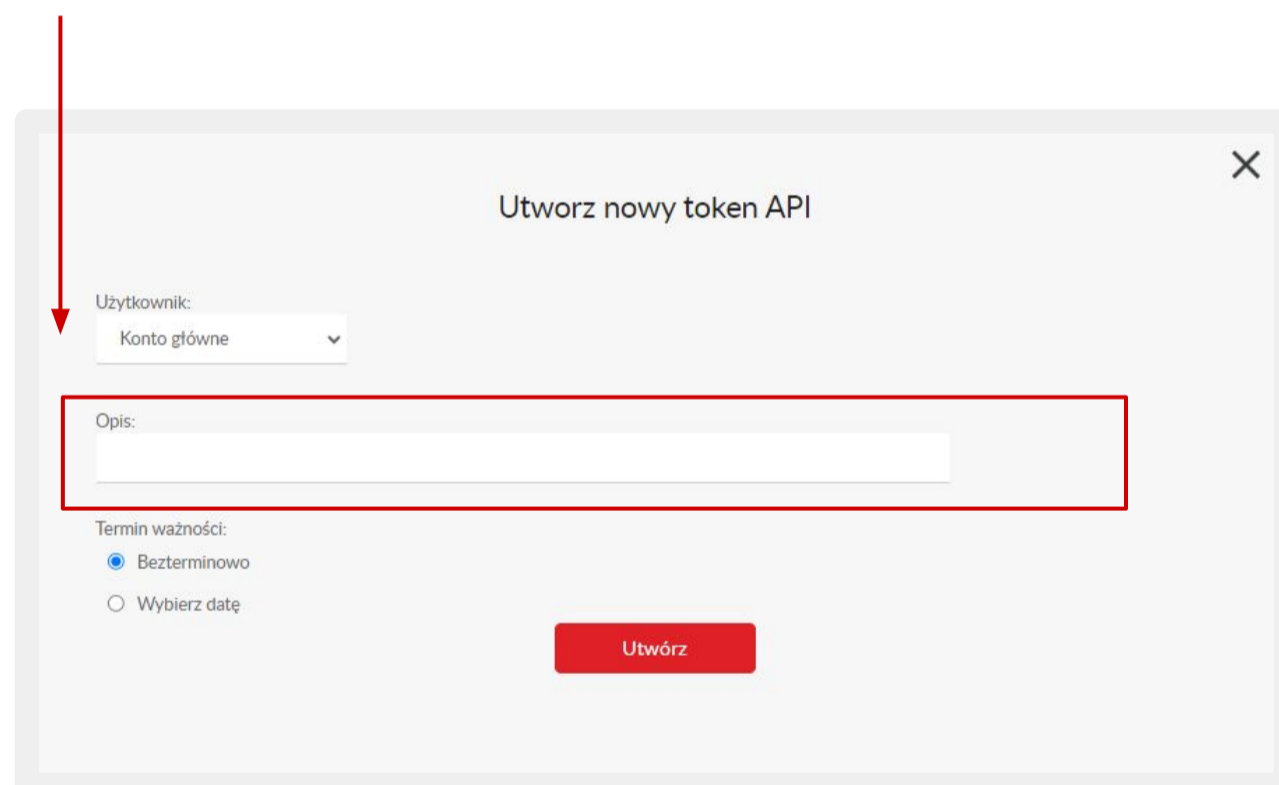 Utworz nowy token API
Użytkownik:
Konto główne
Opis:
Termin ważności:
Bezterminowo
Wybierz datę
Utwórz